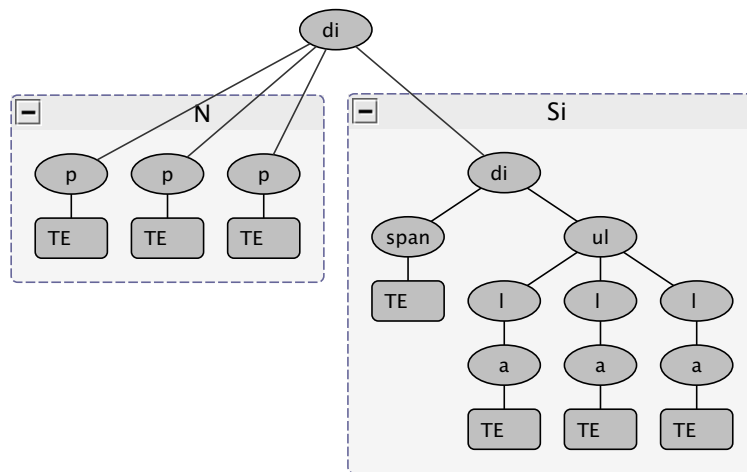 di
N
Si
p p p
di
TE TE TE
span
ul
TE
l l l
a a a
TE TE TE